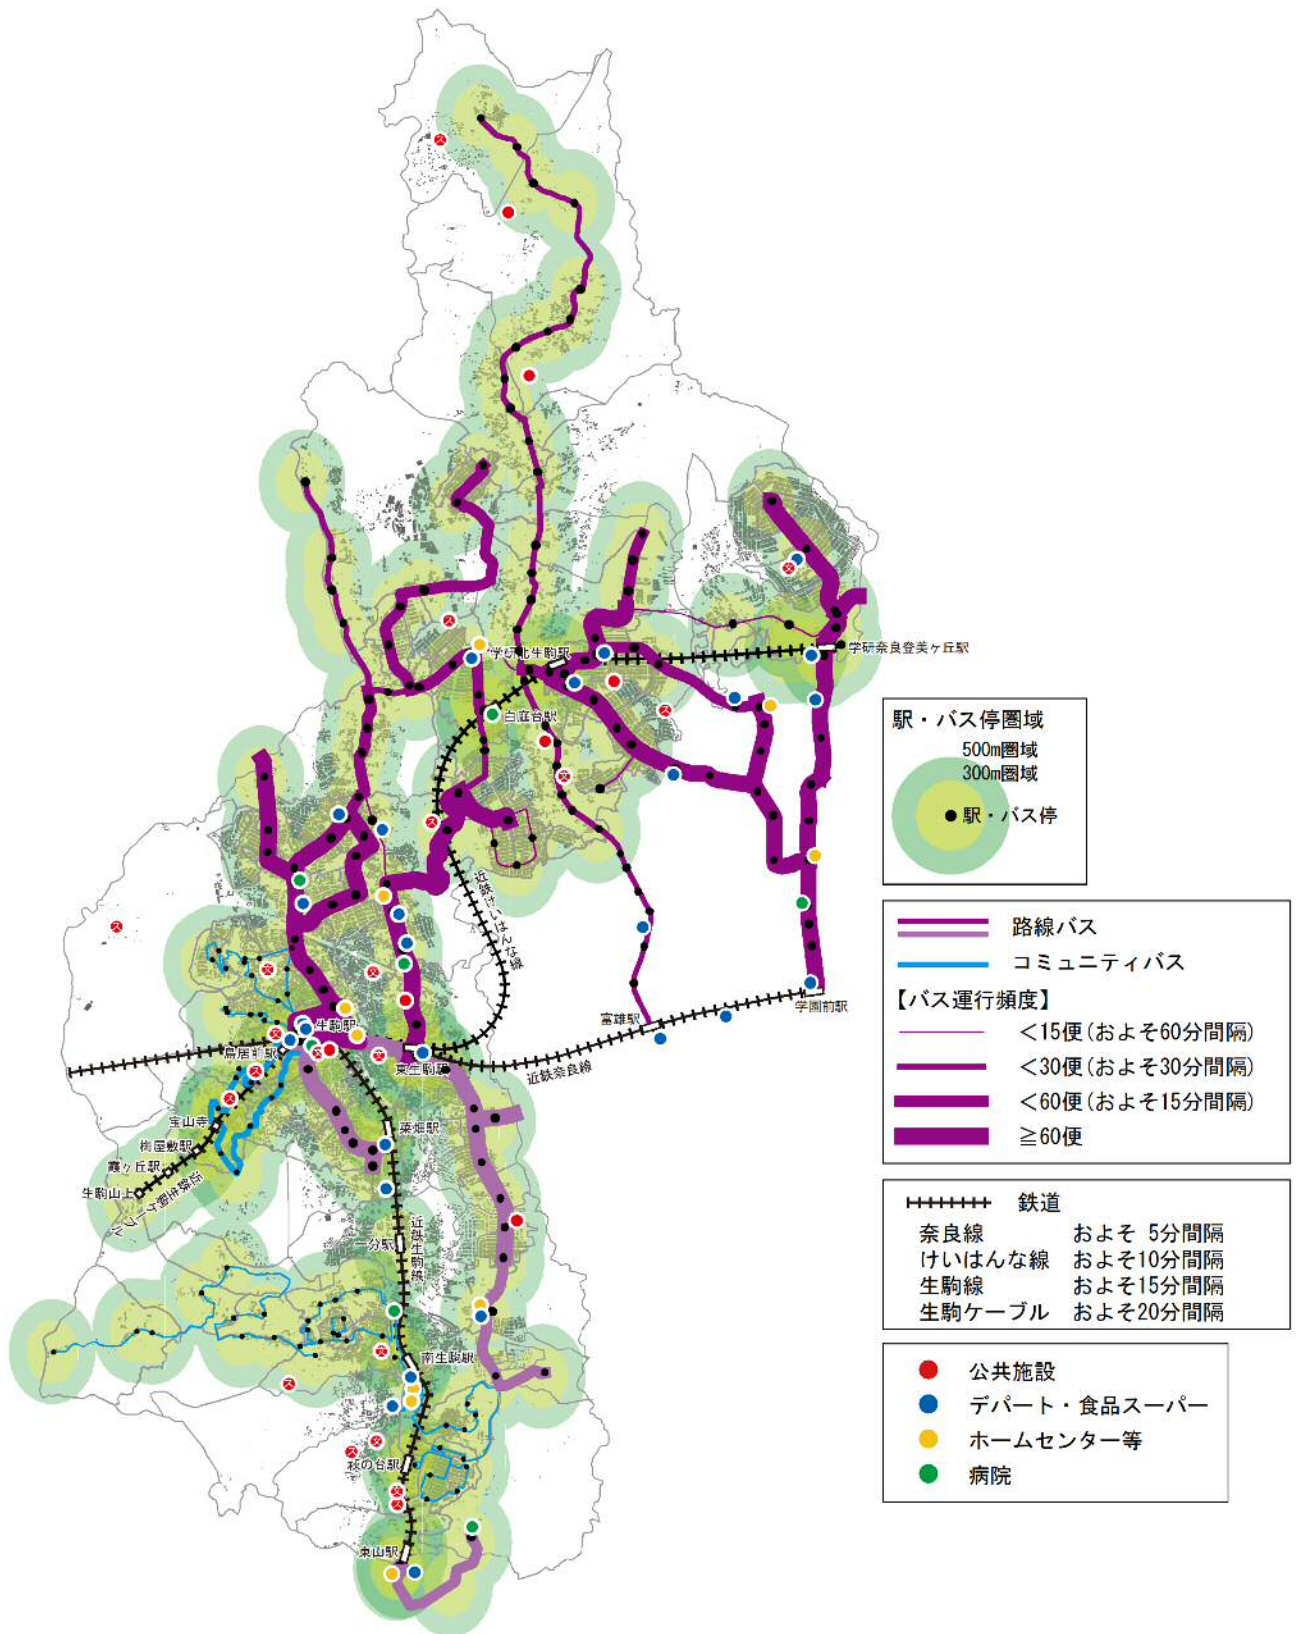 学研北生駒駅
学研奈良登美ヶ丘駅
白庭台駅
近鉄けいはんな線
生駒駅
鳥居前駅
東生駒駅
富雄駅
学園前駅
近鉄奈良線
宝山寺
梅屋敷駅
霞ヶ丘駅
生駒山上
近鉄生駒ケーブル
菜畑駅
一分駅
近鉄生駒線
南生駒駅
萩の台駅
東山駅
ス
文
駅・バス停圏域
500m圏域
300m圏域
駅・バス停
路線バス
コミュニティバス
【バス運行頻度】
<15便(およそ60分間隔)
<30便(およそ30分間隔)
<60便(およそ15分間隔)
≧60便
鉄道
奈良線 およそ 5分間隔
けいはんな線 およそ10分間隔
生駒線 およそ15分間隔
生駒ケーブル およそ20分間隔
公共施設
デパート・食品スーパー
ホームセンター等
病院